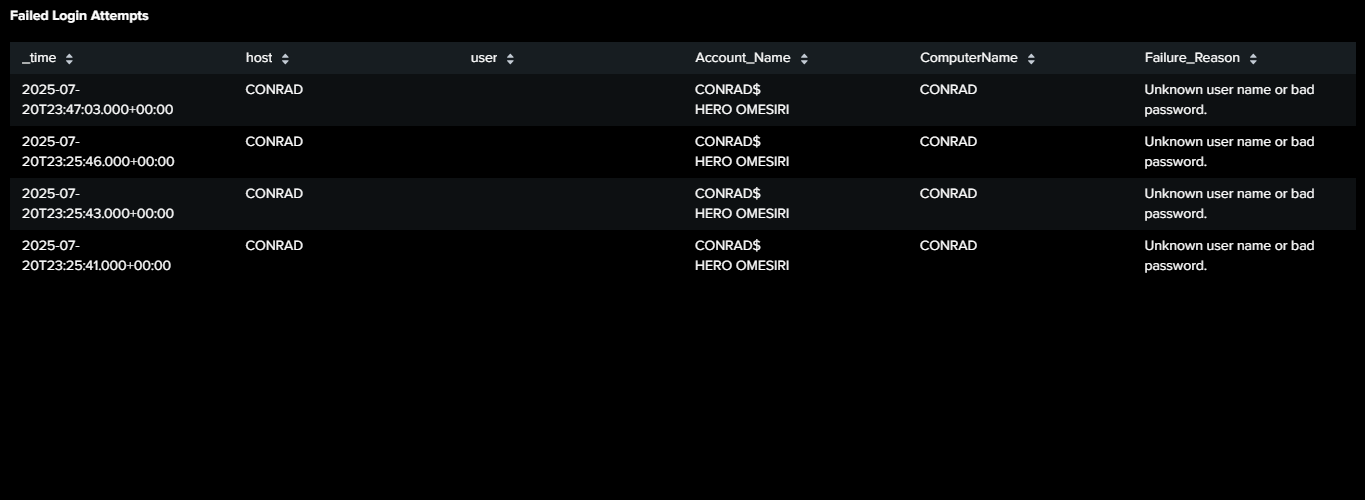 Failed Login Attempts
_time host user Account_Name ComputerName Failure_Reason
2025-07- CONRAD CONRAD$ CONRAD Unknown user name or bad
20T23:47:03.000+00:00 HERO OMESIRI password.
2025-07- CONRAD CONRAD$ CONRAD Unknown user name or bad
20T23:25:46.000+00:00 HERO OMESIRI password.
2025-07- CONRAD CONRAD$ CONRAD Unknown user name or bad
20T23:25:43.000+00:00 HERO OMESIRI password.
2025-07- CONRAD CONRAD$ CONRAD Unknown user name or bad
20T23:25:41.000+00:00 HERO OMESIRI password.